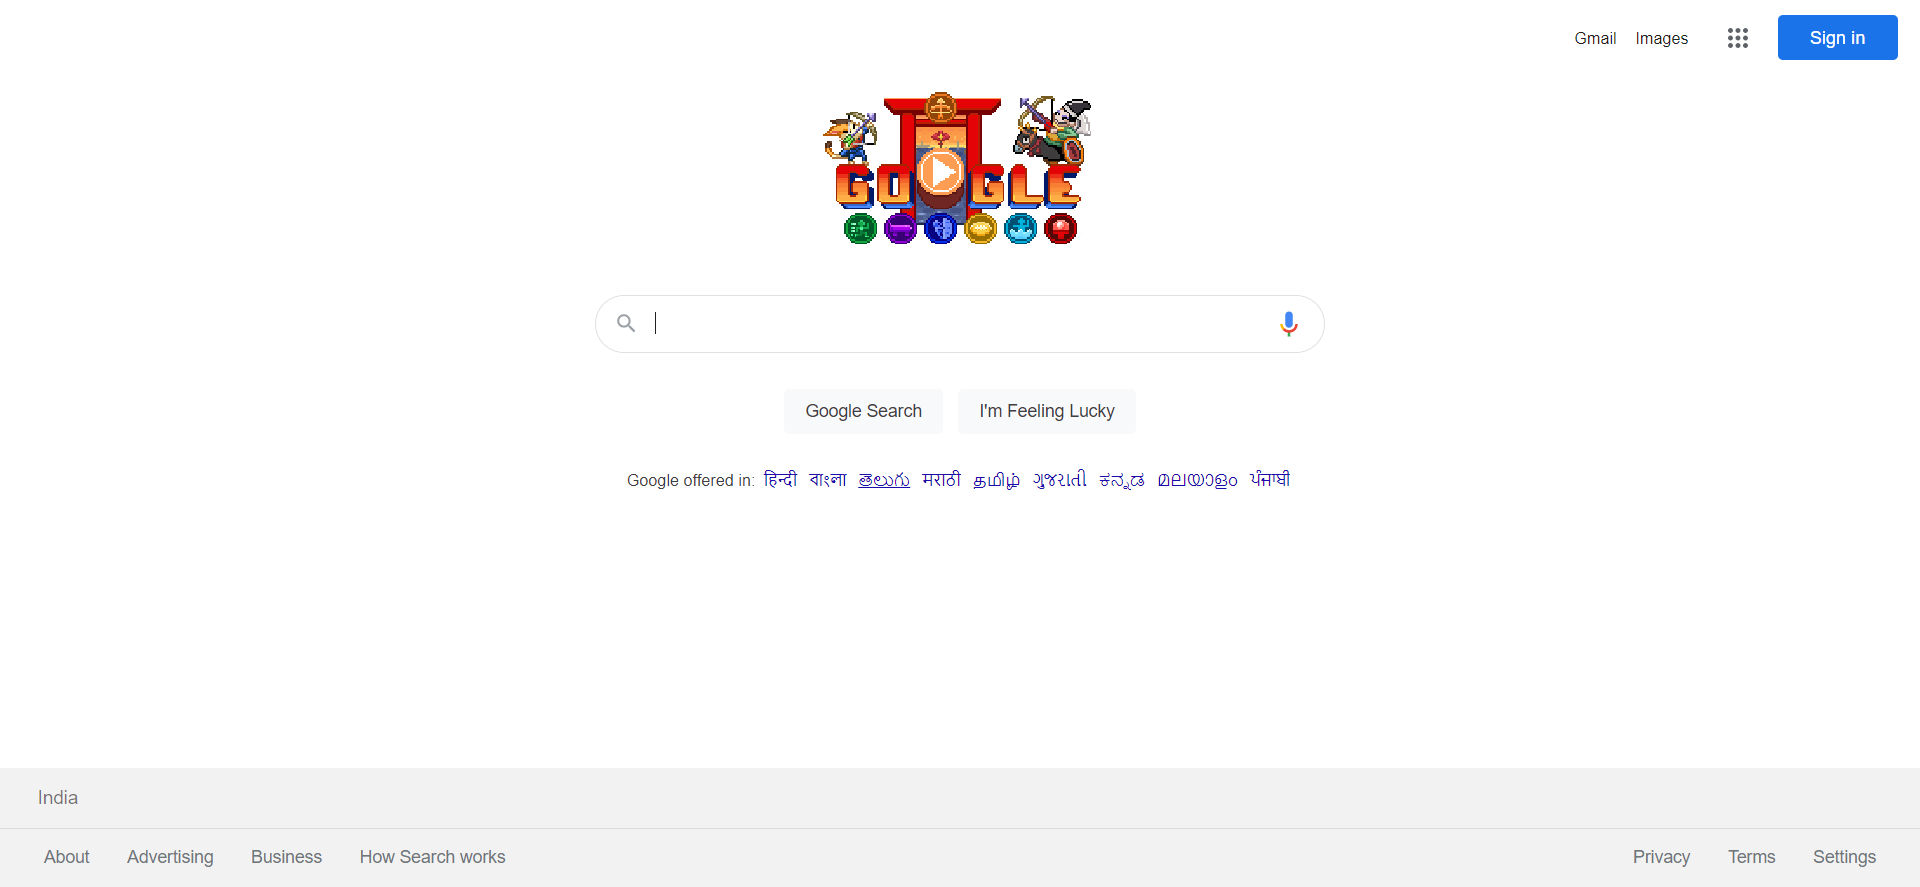 Gmail Images Sign in
GOOGLE
Google Search I'm Feeling Lucky
Google offered in: हिन्दी বাংলা తెలుగు मराठी தமிழ் ગુજરાતી ಕನ್ನಡ മലയാളം ਪੰਜਾਬੀ
India
About Advertising Business How Search works Privacy Terms Settings